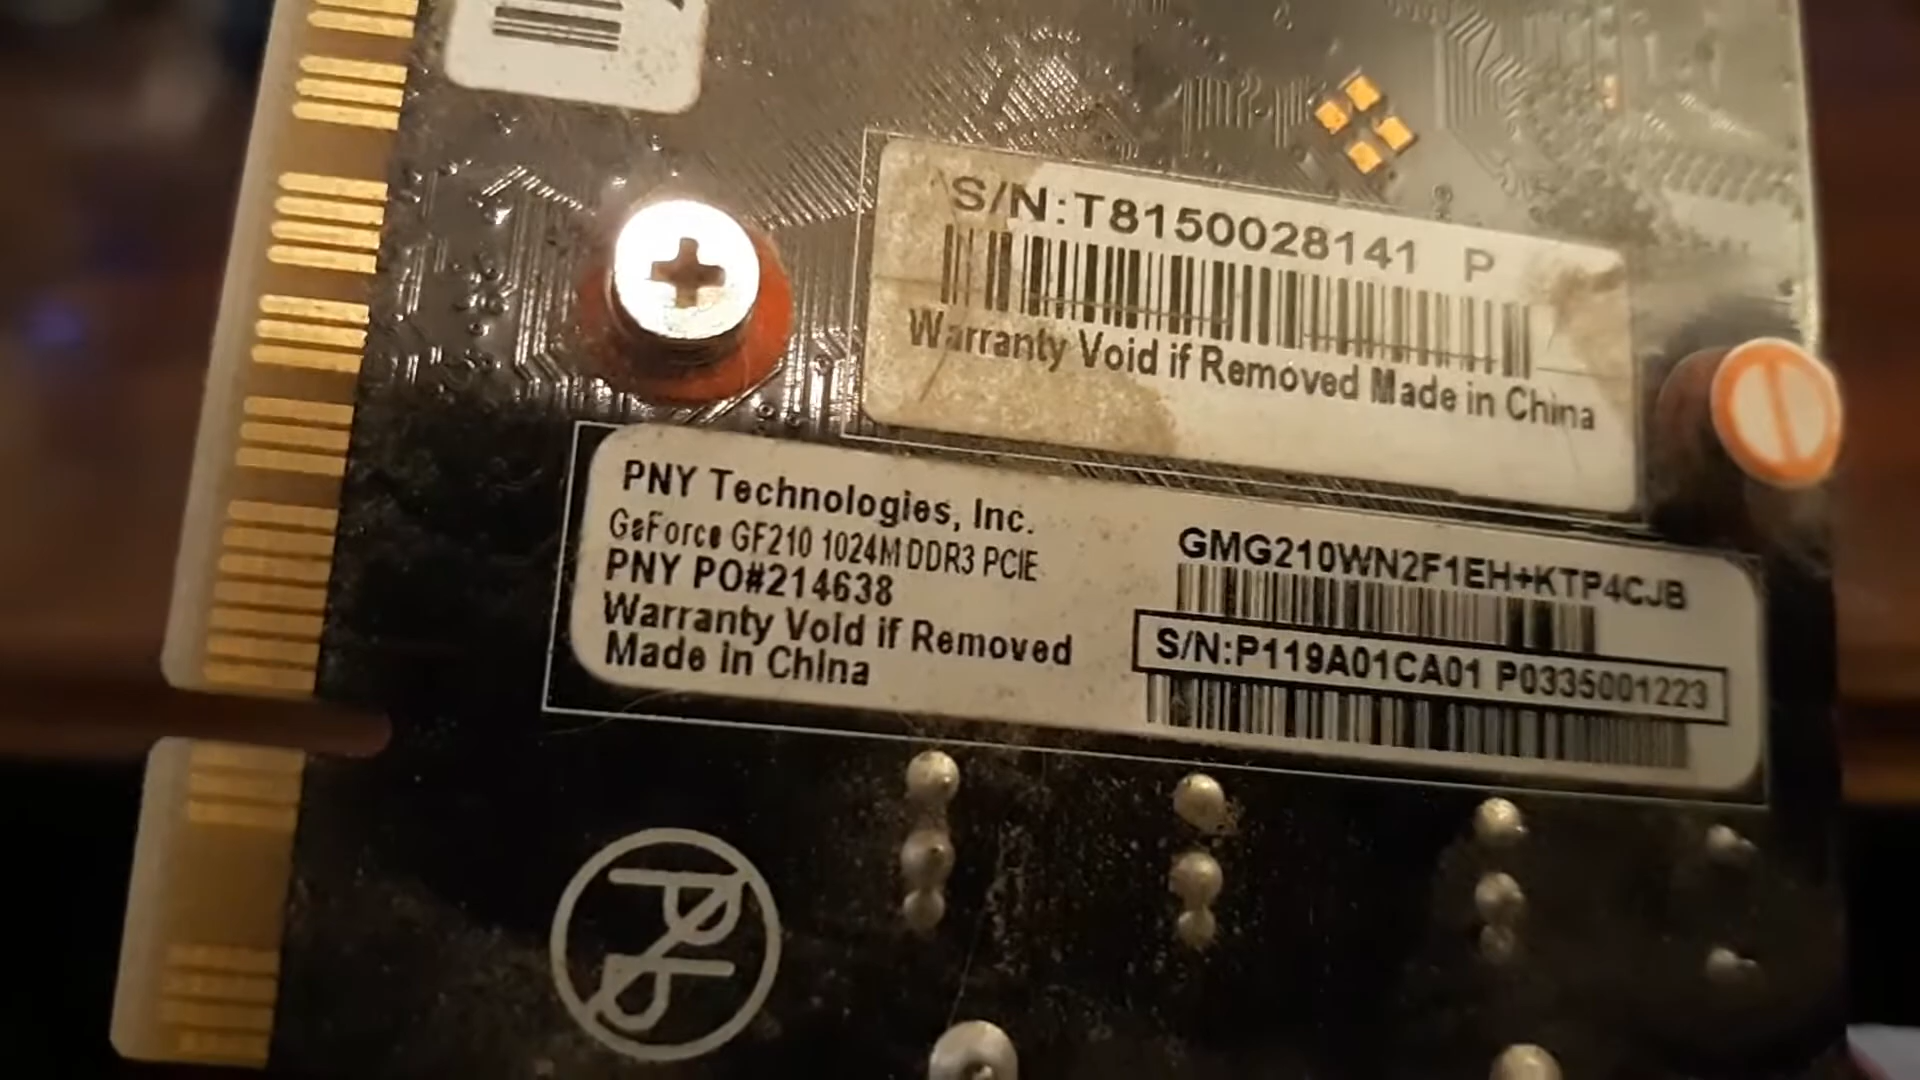 S/N:T8150028141 P
Warranty Void if Removed Made in China
PNY Technologies, Inc.
GeForce GF210 1024M DDR3 PCIE
PNY PO#214638
Warranty Void if Removed
Made in China
GMG210WN2F1EH+KTP4CJB
S/N:P119A01CA01 P0335001223